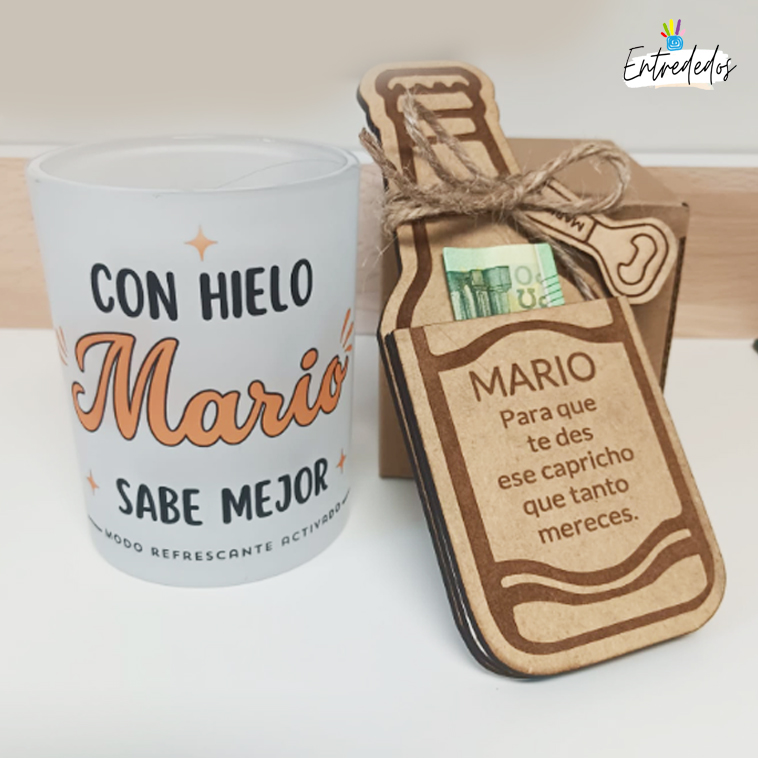 Entrededos
CON HIELO
Mario
SABE MEJOR
MODO REFRESCANTE ACTIVADO
MARIO
MARIO
Para que
te des
ese capricho
que tanto
mereces.